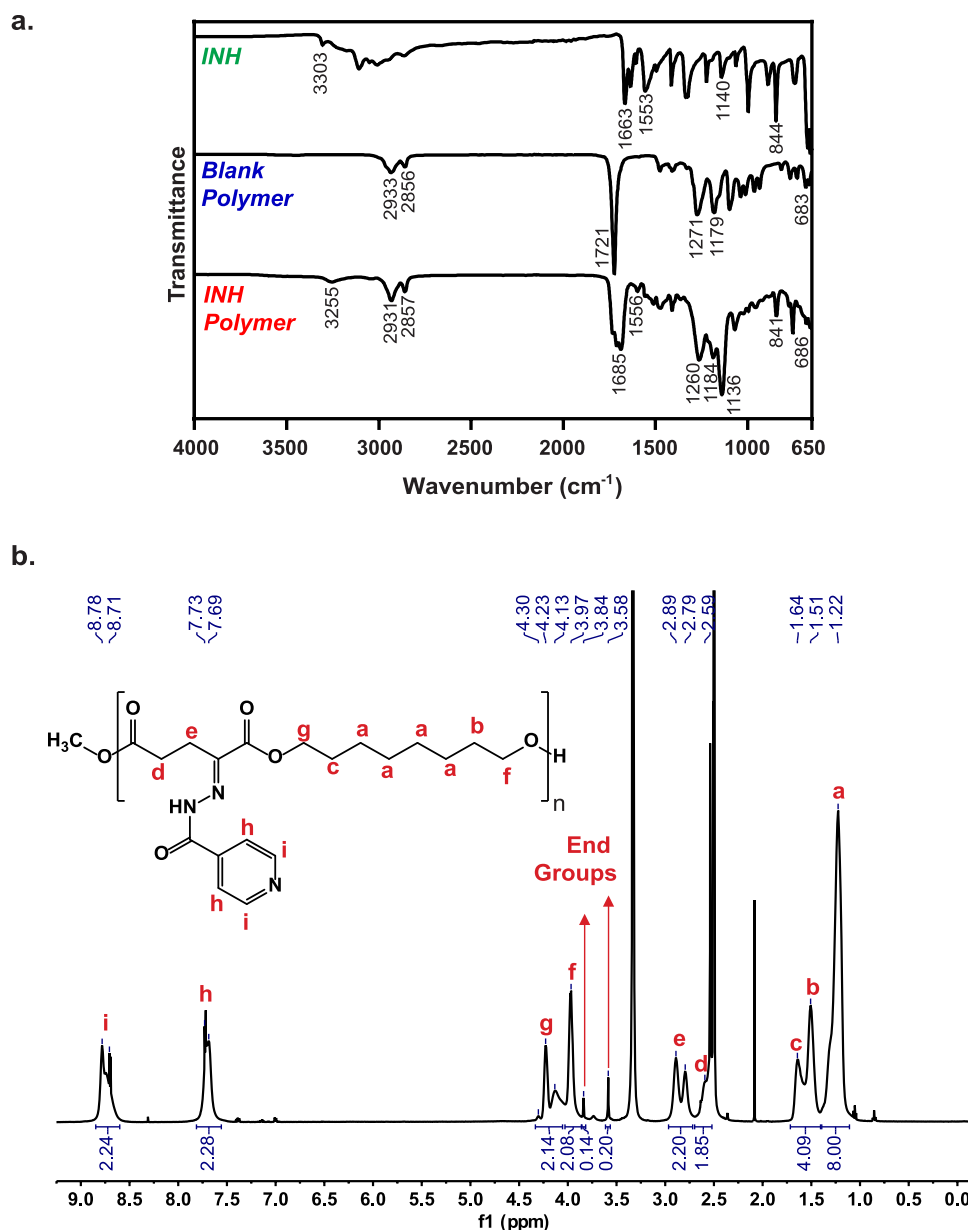 a.
INH
3303
1663
1553
1140
844
Blank
Polymer
2933
2856
1721
1271
1179
683
INH
Polymer
3255
2931
2857
1685
1556
1260
1184
1136
841
686
Transmittance
4000 3000 2500 2000 1500 1000 650
Wavenumber (cm-1)
b.
8.78
8.71
7.73
7.69
4.30
4.23
4.13
3.97
3.84
3.58
2.89
2.79
2.59
1.64
1.51
1.22
O O
e g a a b
H3C O O O H
d c a a f
N n
HN
O h
i
N
h
i
End
Groups
a
i
h
g
f
e
d
c
b
2.24
2.28
2.14
2.08
0.14
0.20
2.20
1.85
4.09
8.00
9.0 8.5 8.0 7.5 7.0 6.5 6.0 5.5 5.0 4.5 4.0 3.5 3.0 2.5 2.0 1.5 1.0 0.5 0.0
f1 (ppm)